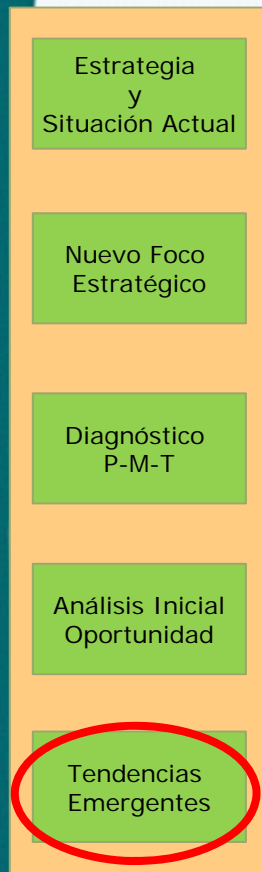 Estrategia
y
Situación Actual
Nuevo Foco
Estratégico
Diagnóstico
P-M-T
Análisis Inicial
Oportunidad
Tendencias
Emergentes